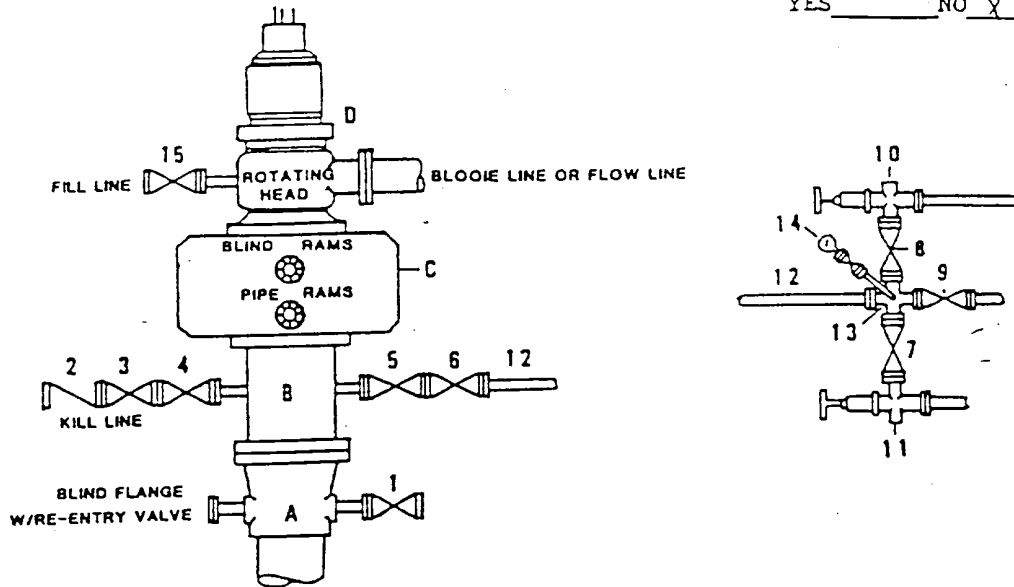 YES NO X
D
15
FILL LINE
ROTATING HEAD
BLOOIE LINE OR FLOW LINE
BLIND RAMS
C
PIPE RAMS
2 3 4
B
5 6 12
KILL LINE
BLIND FLANGE
W/RE-ENTRY VALVE
A
1
10
14
8
12
9
13
7
11